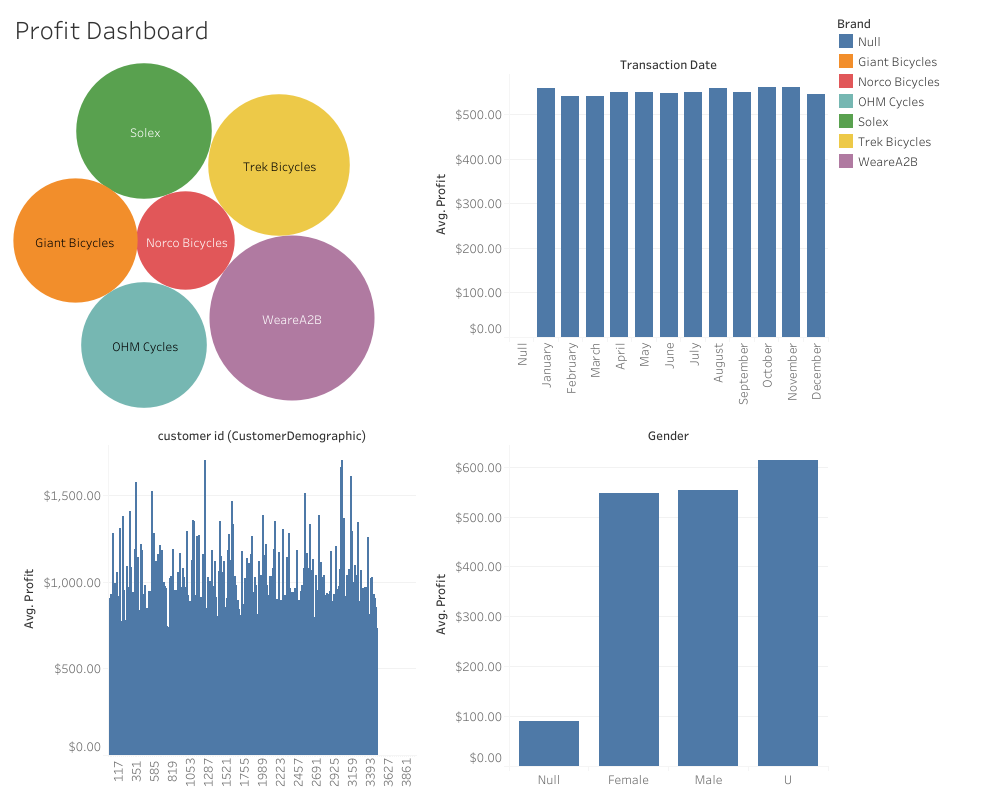 Profit Dashboard
Brand
Null
Giant Bicycles
Norco Bicycles
OHM Cycles
Solex
Trek Bicycles
WeareA2B
Solex
Trek Bicycles
Giant Bicycles
Norco Bicycles
WeareA2B
OHM Cycles
Transaction Date
Avg. Profit
$500.00
$400.00
$300.00
$200.00
$100.00
$0.00
Null
January
February
March
April
May
June
July
August
September
October
November
December
customer id (CustomerDemographic)
Avg. Profit
$1,500.00
$1,000.00
$500.00
$0.00
117
351
585
819
1053
1287
1521
1755
1989
2223
2457
2691
2925
3159
3393
3627
3861
Gender
Avg. Profit
$600.00
$500.00
$400.00
$300.00
$200.00
$100.00
$0.00
Null
Female
Male
U